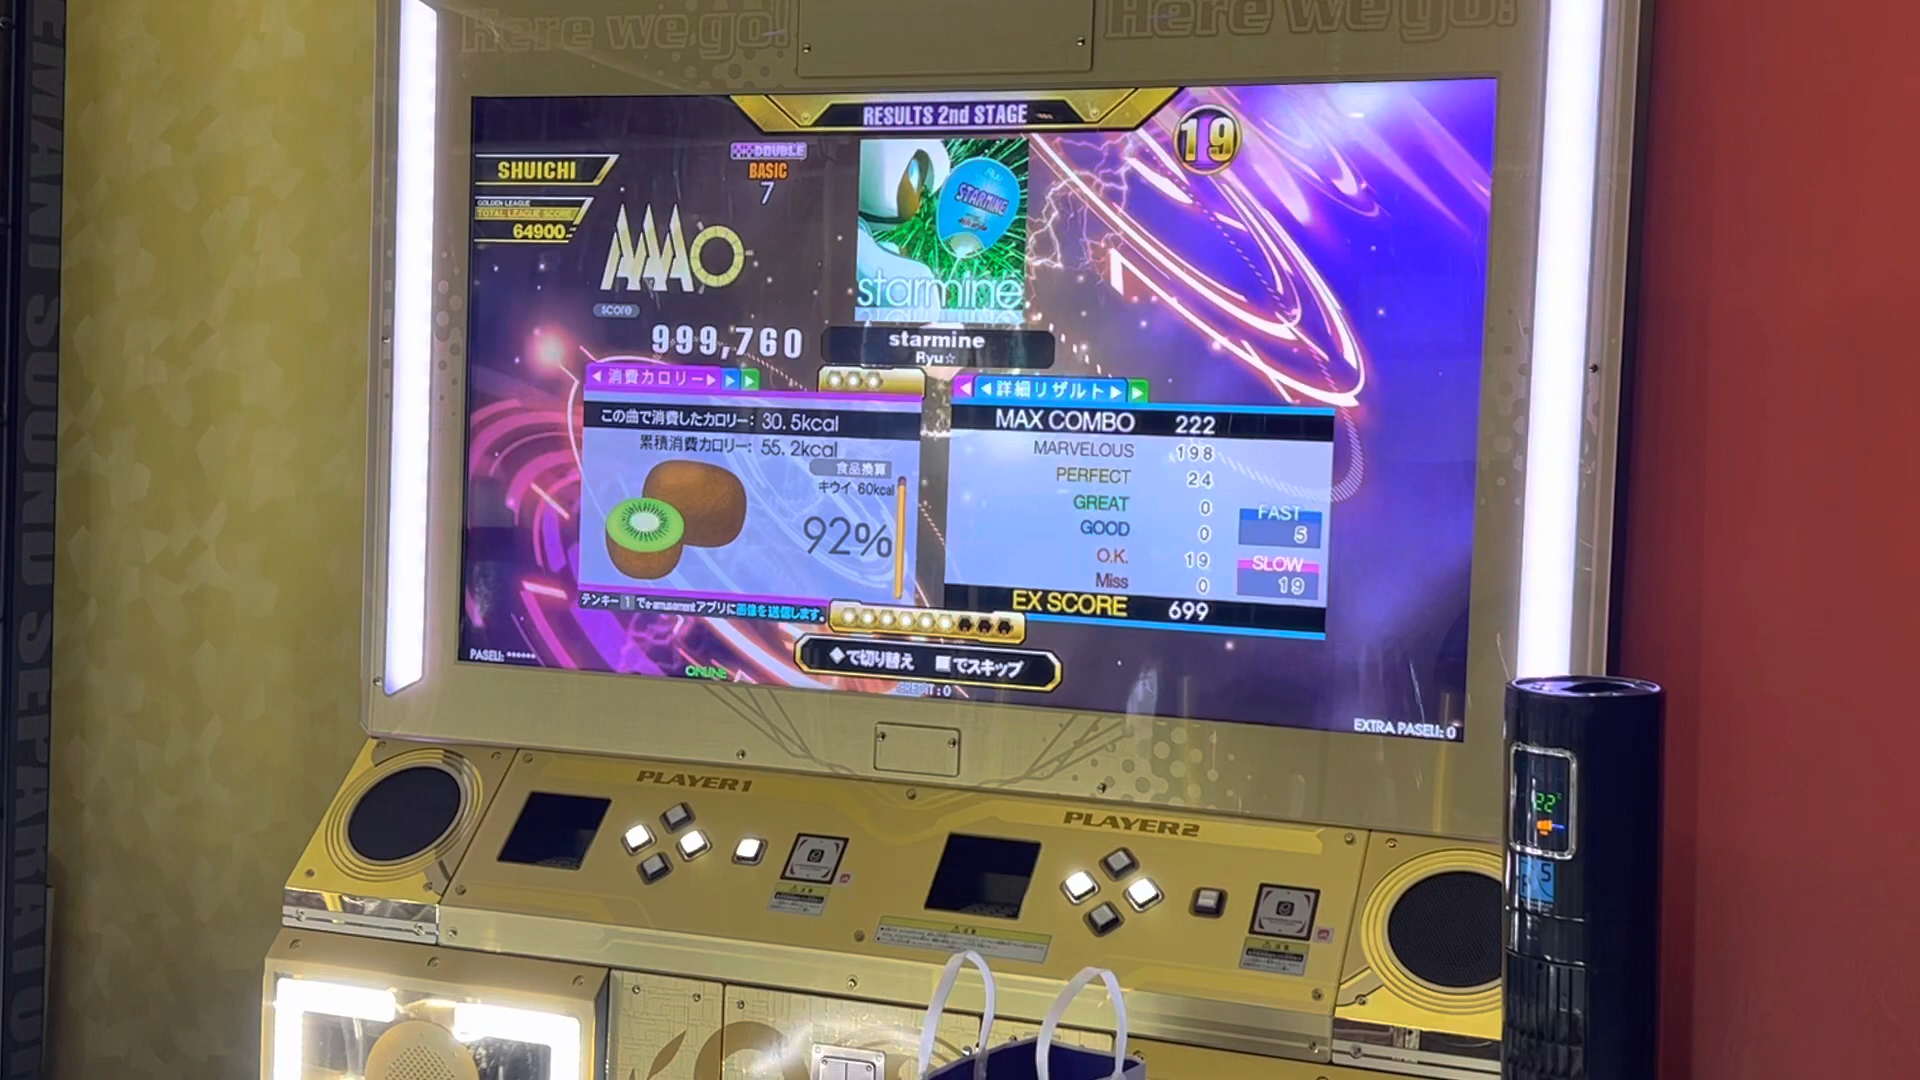 Here we go!
Here we go!
RESULTS 2nd STAGE
19
SHUICHI
GOLDEN LEAGUE
TOTAL LEAGUE SCORE
64900
DOUBLE
BASIC
7
AAA
score
999,760
Ryu
STARMINE
starmine
starmine
Ryu☆
消費カロリー
この曲で消費したカロリー: 30.5kcal
累積消費カロリー: 55.2kcal
食品換算
キウイ 60kcal
92%
テンキー 1 でe-amusementアプリに画像を送信します。
詳細リザルト
MAX COMBO 222
MARVELOUS 198
PERFECT 24
GREAT 0
GOOD 0
O.K. 19
Miss 0
EX SCORE 699
FAST
5
SLOW
19
◆で切り替え ■でスキップ
PASELI: ******
ONLINE
CREDIT: 0
EXTRA PASELI: 0
PLAYER1
PLAYER2
注意
22°